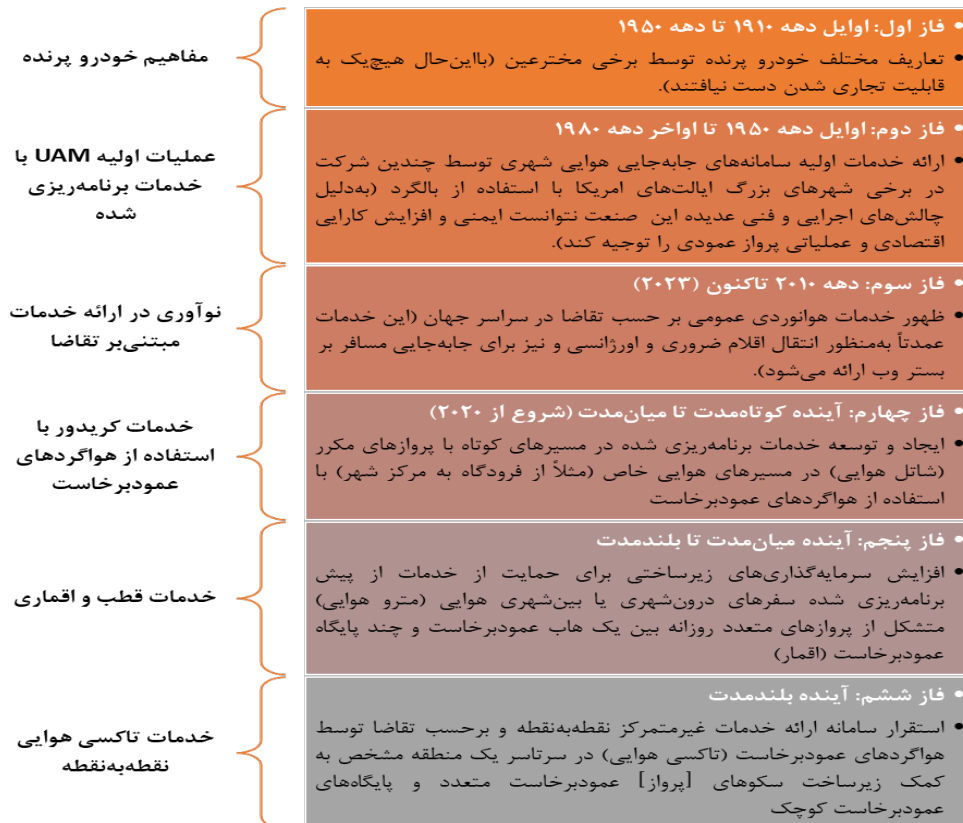 • فاز اول: اوایل دهه ۱۹۱۰ تا دهه ۱۹۵۰
• تعاریف مختلف خودرو پرنده توسط برخی مخترعین (بااین‌حال هیچ‌یک به
قابلیت تجاری شدن دست نیافتند).
مفاهیم خودرو پرنده
• فاز دوم: اوایل دهه ۱۹۵۰ تا اواخر دهه ۱۹۸۰
• ارائه خدمات اولیه سامانه‌های جابه‌جایی هوایی شهری توسط چندین شرکت
در برخی شهرهای بزرگ ایالت‌های امریکا با استفاده از بالگرد (به‌دلیل
چالش‌های اجرایی و فنی عدیده این صنعت نتوانست ایمنی و افزایش کارایی
اقتصادی و عملیاتی پرواز عمودی را توجیه کند).
عملیات اولیه UAM با
خدمات برنامه‌ریزی
شده
• فاز سوم: دهه ۲۰۱۰ تاکنون (۲۰۲۳)
• ظهور خدمات هوانوردی عمومی بر حسب تقاضا در سراسر جهان (این خدمات
عمدتاً به‌منظور انتقال اقلام ضروری و اورژانسی و نیز برای جابه‌جایی مسافر بر
بستر وب ارائه می‌شود).
نوآوری در ارائه خدمات
مبتنی‌بر تقاضا
• فاز چهارم: آینده کوتاه‌مدت تا میان‌مدت (شروع از ۲۰۲۰)
• ایجاد و توسعه خدمات برنامه‌ریزی شده در مسیرهای کوتاه با پروازهای مکرر
(شاتل هوایی) در مسیرهای هوایی خاص (مثلاً از فرودگاه به مرکز شهر) با
استفاده از هواگردهای عمودبرخاست
خدمات کریدور با
استفاده از هواگردهای
عمودبرخاست
• فاز پنجم: آینده میان‌مدت تا بلندمدت
• افزایش سرمایه‌گذاری‌های زیرساختی برای حمایت از خدمات از پیش
برنامه‌ریزی شده سفرهای درون‌شهری یا بین‌شهری هوایی (مترو هوایی)
متشکل از پروازهای متعدد روزانه بین یک هاب عمودبرخاست و چند پایگاه
عمودبرخاست (اقمار)
خدمات قطب و اقماری
• فاز ششم: آینده بلندمدت
• استقرار سامانه ارائه خدمات غیرمتمرکز نقطه‌به‌نقطه و برحسب تقاضا توسط
هواگردهای عمودبرخاست (تاکسی هوایی) در سرتاسر یک منطقه مشخص به
کمک زیرساخت سکوهای [پرواز] عمودبرخاست متعدد و پایگاه‌های
عمودبرخاست کوچک
خدمات تاکسی هوایی
نقطه‌به‌نقطه